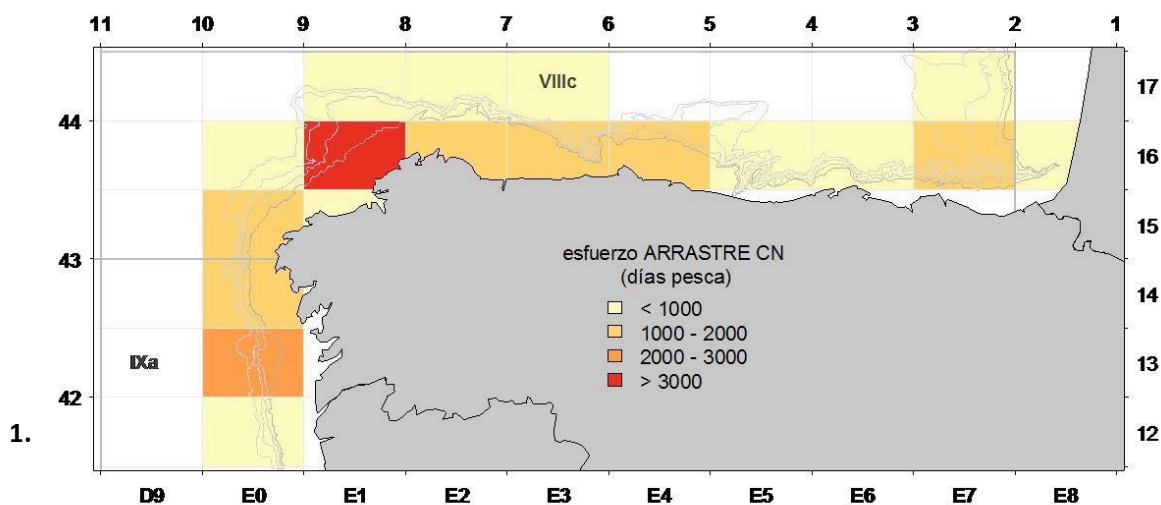 11 10 9 8 7 6 5 4 3 2 1
VIIIc
17
44
16
15
esfuerzo ARRASTRE CN
(días pesca)
43
< 1000
14
1000 - 2000
2000 - 3000
IXa
13
> 3000
42
1.
12
D9 E0 E1 E2 E3 E4 E5 E6 E7 E8